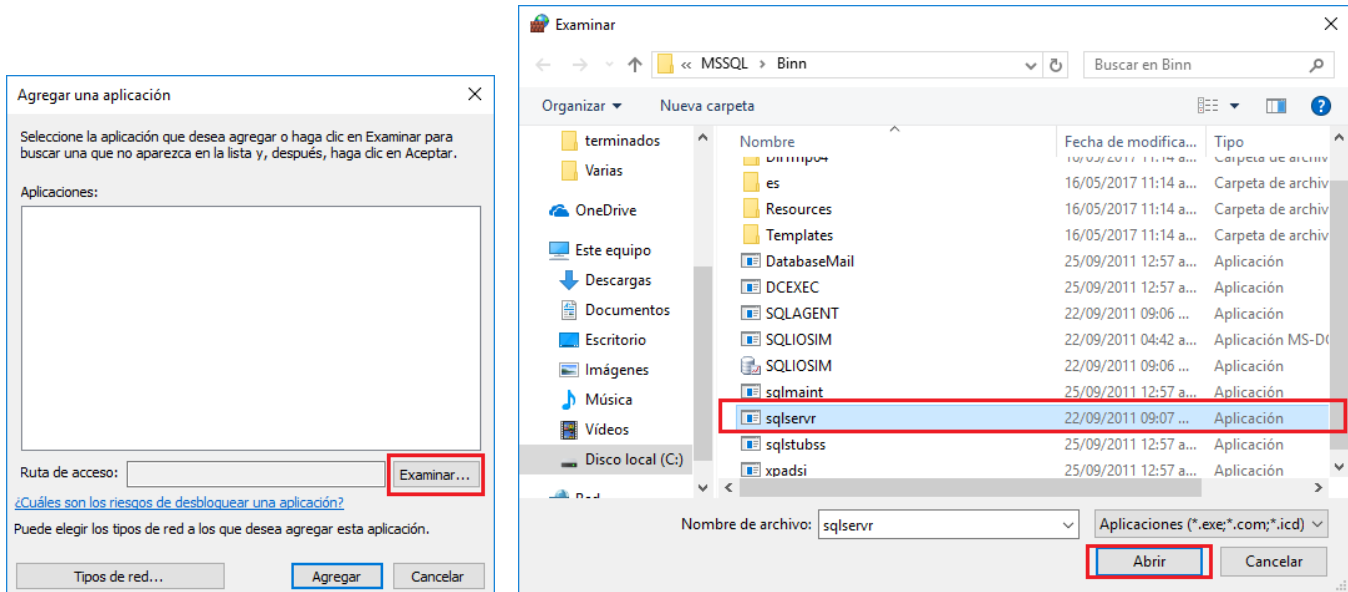 Agregar una aplicación
Seleccione la aplicación que desea agregar o haga clic en Examinar para
buscar una que no aparezca en la lista y, después, haga clic en Aceptar.
Aplicaciones:
Ruta de acceso:
Examinar...
¿Cuáles son los riesgos de desbloquear una aplicación?
Puede elegir los tipos de red a los que desea agregar esta aplicación.
Tipos de red...
Agregar
Cancelar
Examinar
« MSSQL > Binn
Buscar en Binn
Organizar
Nueva carpeta
terminados
Varias
OneDrive
Este equipo
Descargas
Documentos
Escritorio
Imágenes
Música
Vídeos
Disco local (C:)
Red
Nombre Fecha de modifica... Tipo
es 16/05/2017 11:14 a... Carpeta de archiv
Resources 16/05/2017 11:14 a... Carpeta de archiv
Templates 16/05/2017 11:14 a... Carpeta de archiv
DatabaseMail 25/09/2011 12:57 a... Aplicación
DCEXEC 25/09/2011 12:57 a... Aplicación
SQLAGENT 22/09/2011 09:06 ... Aplicación
SQLIOSIM 22/09/2011 04:42 a... Aplicación MS-D
SQLIOSIM 22/09/2011 09:06 ... Aplicación
sqlmaint 25/09/2011 12:57 a... Aplicación
sqlservr 22/09/2011 09:07 ... Aplicación
sqlstubss 25/09/2011 12:57 a... Aplicación
xpadsi 25/09/2011 12:57 a... Aplicación
Nombre de archivo: sqlservr
Aplicaciones (*.exe;*.com;*.icd)
Abrir
Cancelar